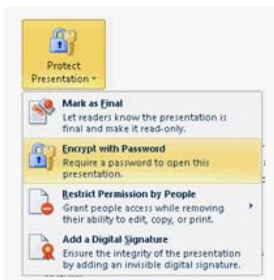 Protect
Presentation
Mark as Final
Let readers know the presentation is
final and make it read-only.
Encrypt with Password
Require a password to open this
presentation.
Restrict Permission by People
Grant people access while removing
their ability to edit, copy, or print.
Add a Digital Signature
Ensure the integrity of the presentation
by adding an invisible digital signature.